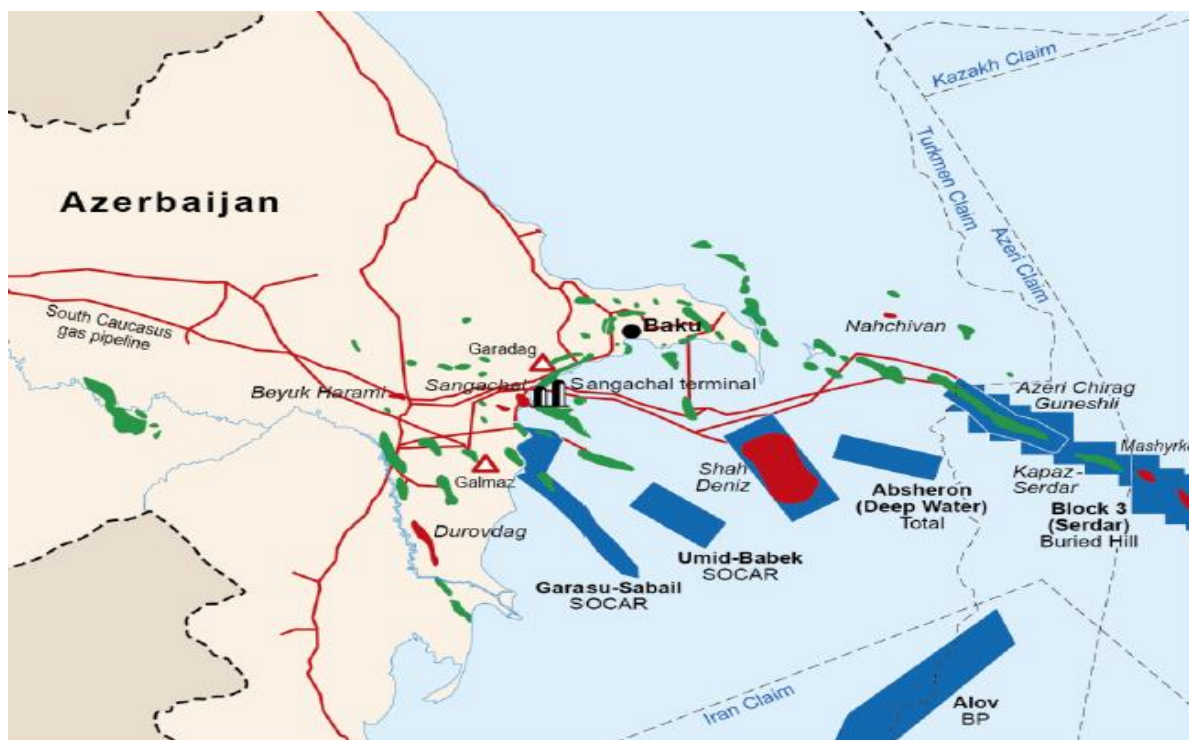 Kazakh Claim
Turkmen Claim
Azeri Claim
Azerbaijan
South Caucasus
gas pipeline
Baku
Nahchivan
Garadag
Beyuk Harami
Sangachal
Sangachal terminal
Azeri Chirag
Guneshli
Mashyrko
Galmaz
Shah
Deniz
Kapaz-
Serdar
Absheron
(Deep Water)
Total
Block 3
(Serdar)
Buried Hill
Durovdag
Umid-Babek
SOCAR
Garasu-Sabail
SOCAR
Iran Claim
Alov
BP